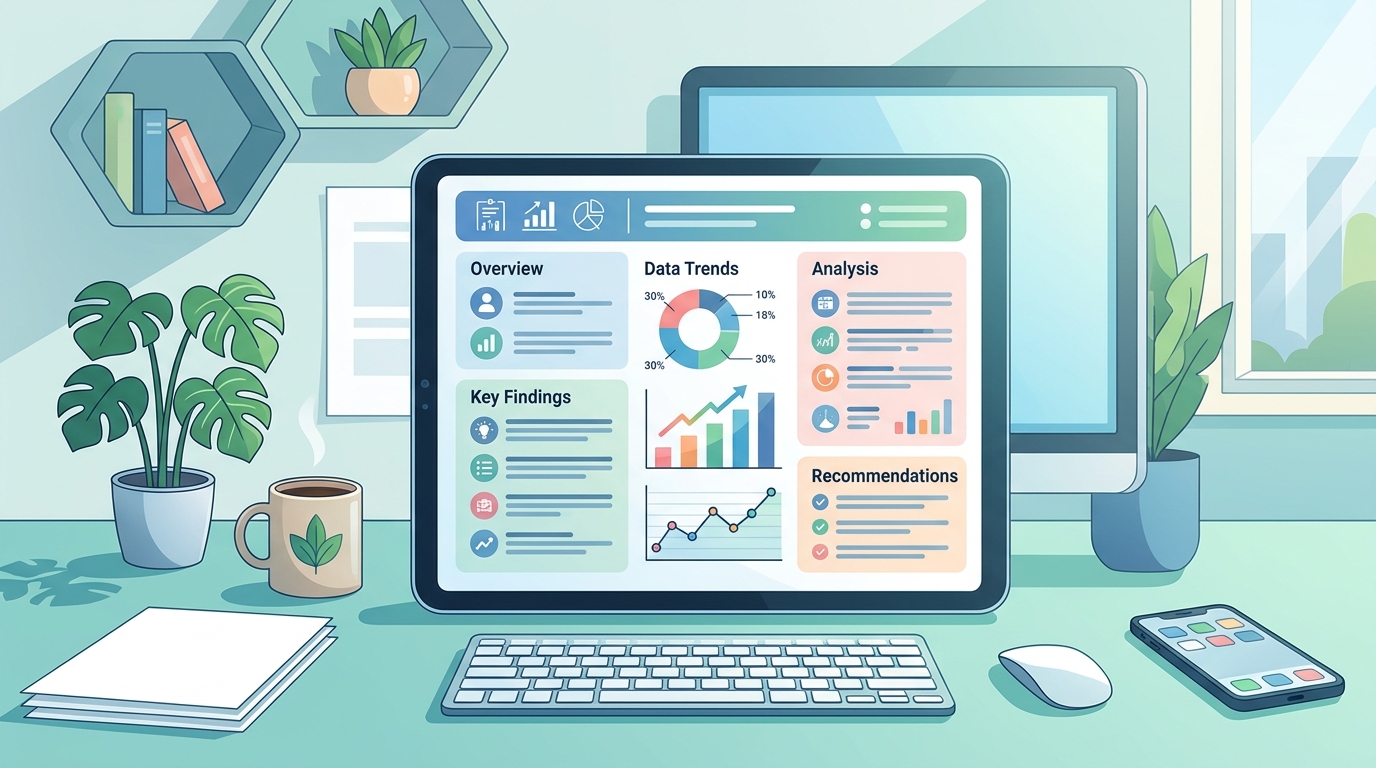 Overview
Key Findings
Data Trends
30%
10%
18%
30%
30%
Analysis
Recommendations